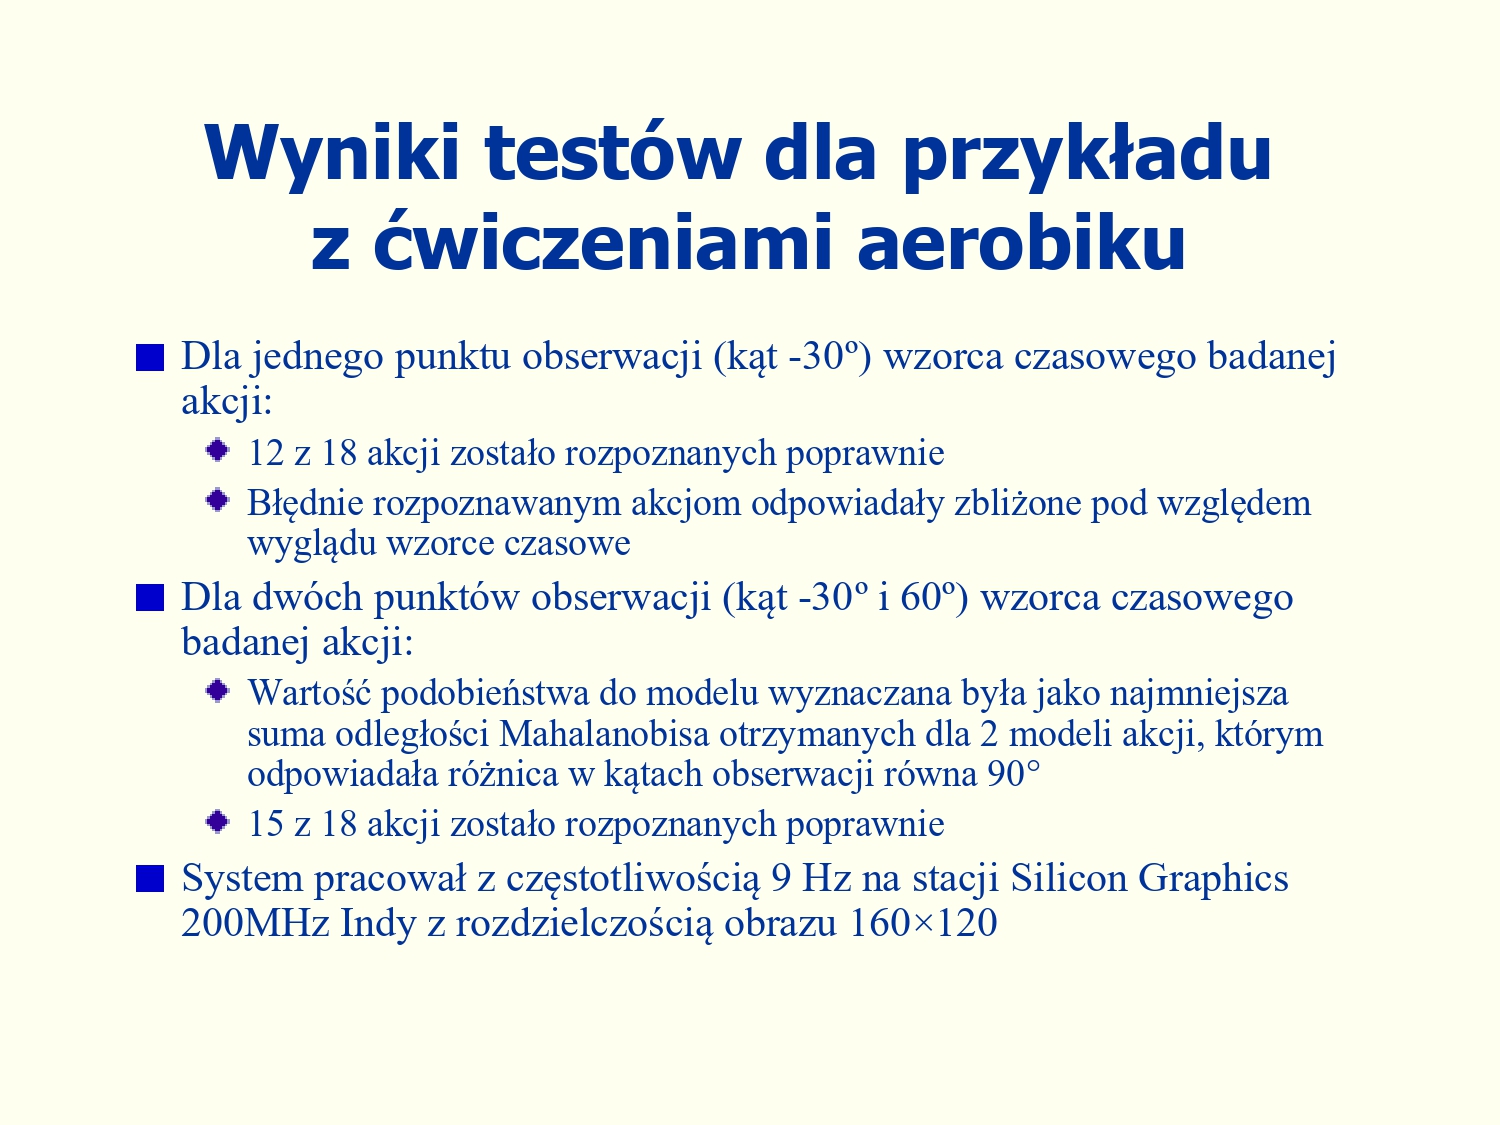 Wyniki testów dla przykładu
z ćwiczeniami aerobiku
Dla jednego punktu obserwacji (kąt -30º) wzorca czasowego badanej
akcji:
12 z 18 akcji zostało rozpoznanych poprawnie
Błędnie rozpoznawanym akcjom odpowiadały zbliżone pod względem
wyglądu wzorce czasowe
Dla dwóch punktów obserwacji (kąt -30º i 60º) wzorca czasowego
badanej akcji:
Wartość podobieństwa do modelu wyznaczana była jako najmniejsza
suma odległości Mahalanobisa otrzymanych dla 2 modeli akcji, którym
odpowiadała różnica w kątach obserwacji równa 90°
15 z 18 akcji zostało rozpoznanych poprawnie
System pracował z częstotliwością 9 Hz na stacji Silicon Graphics
200MHz Indy z rozdzielczością obrazu 160×120